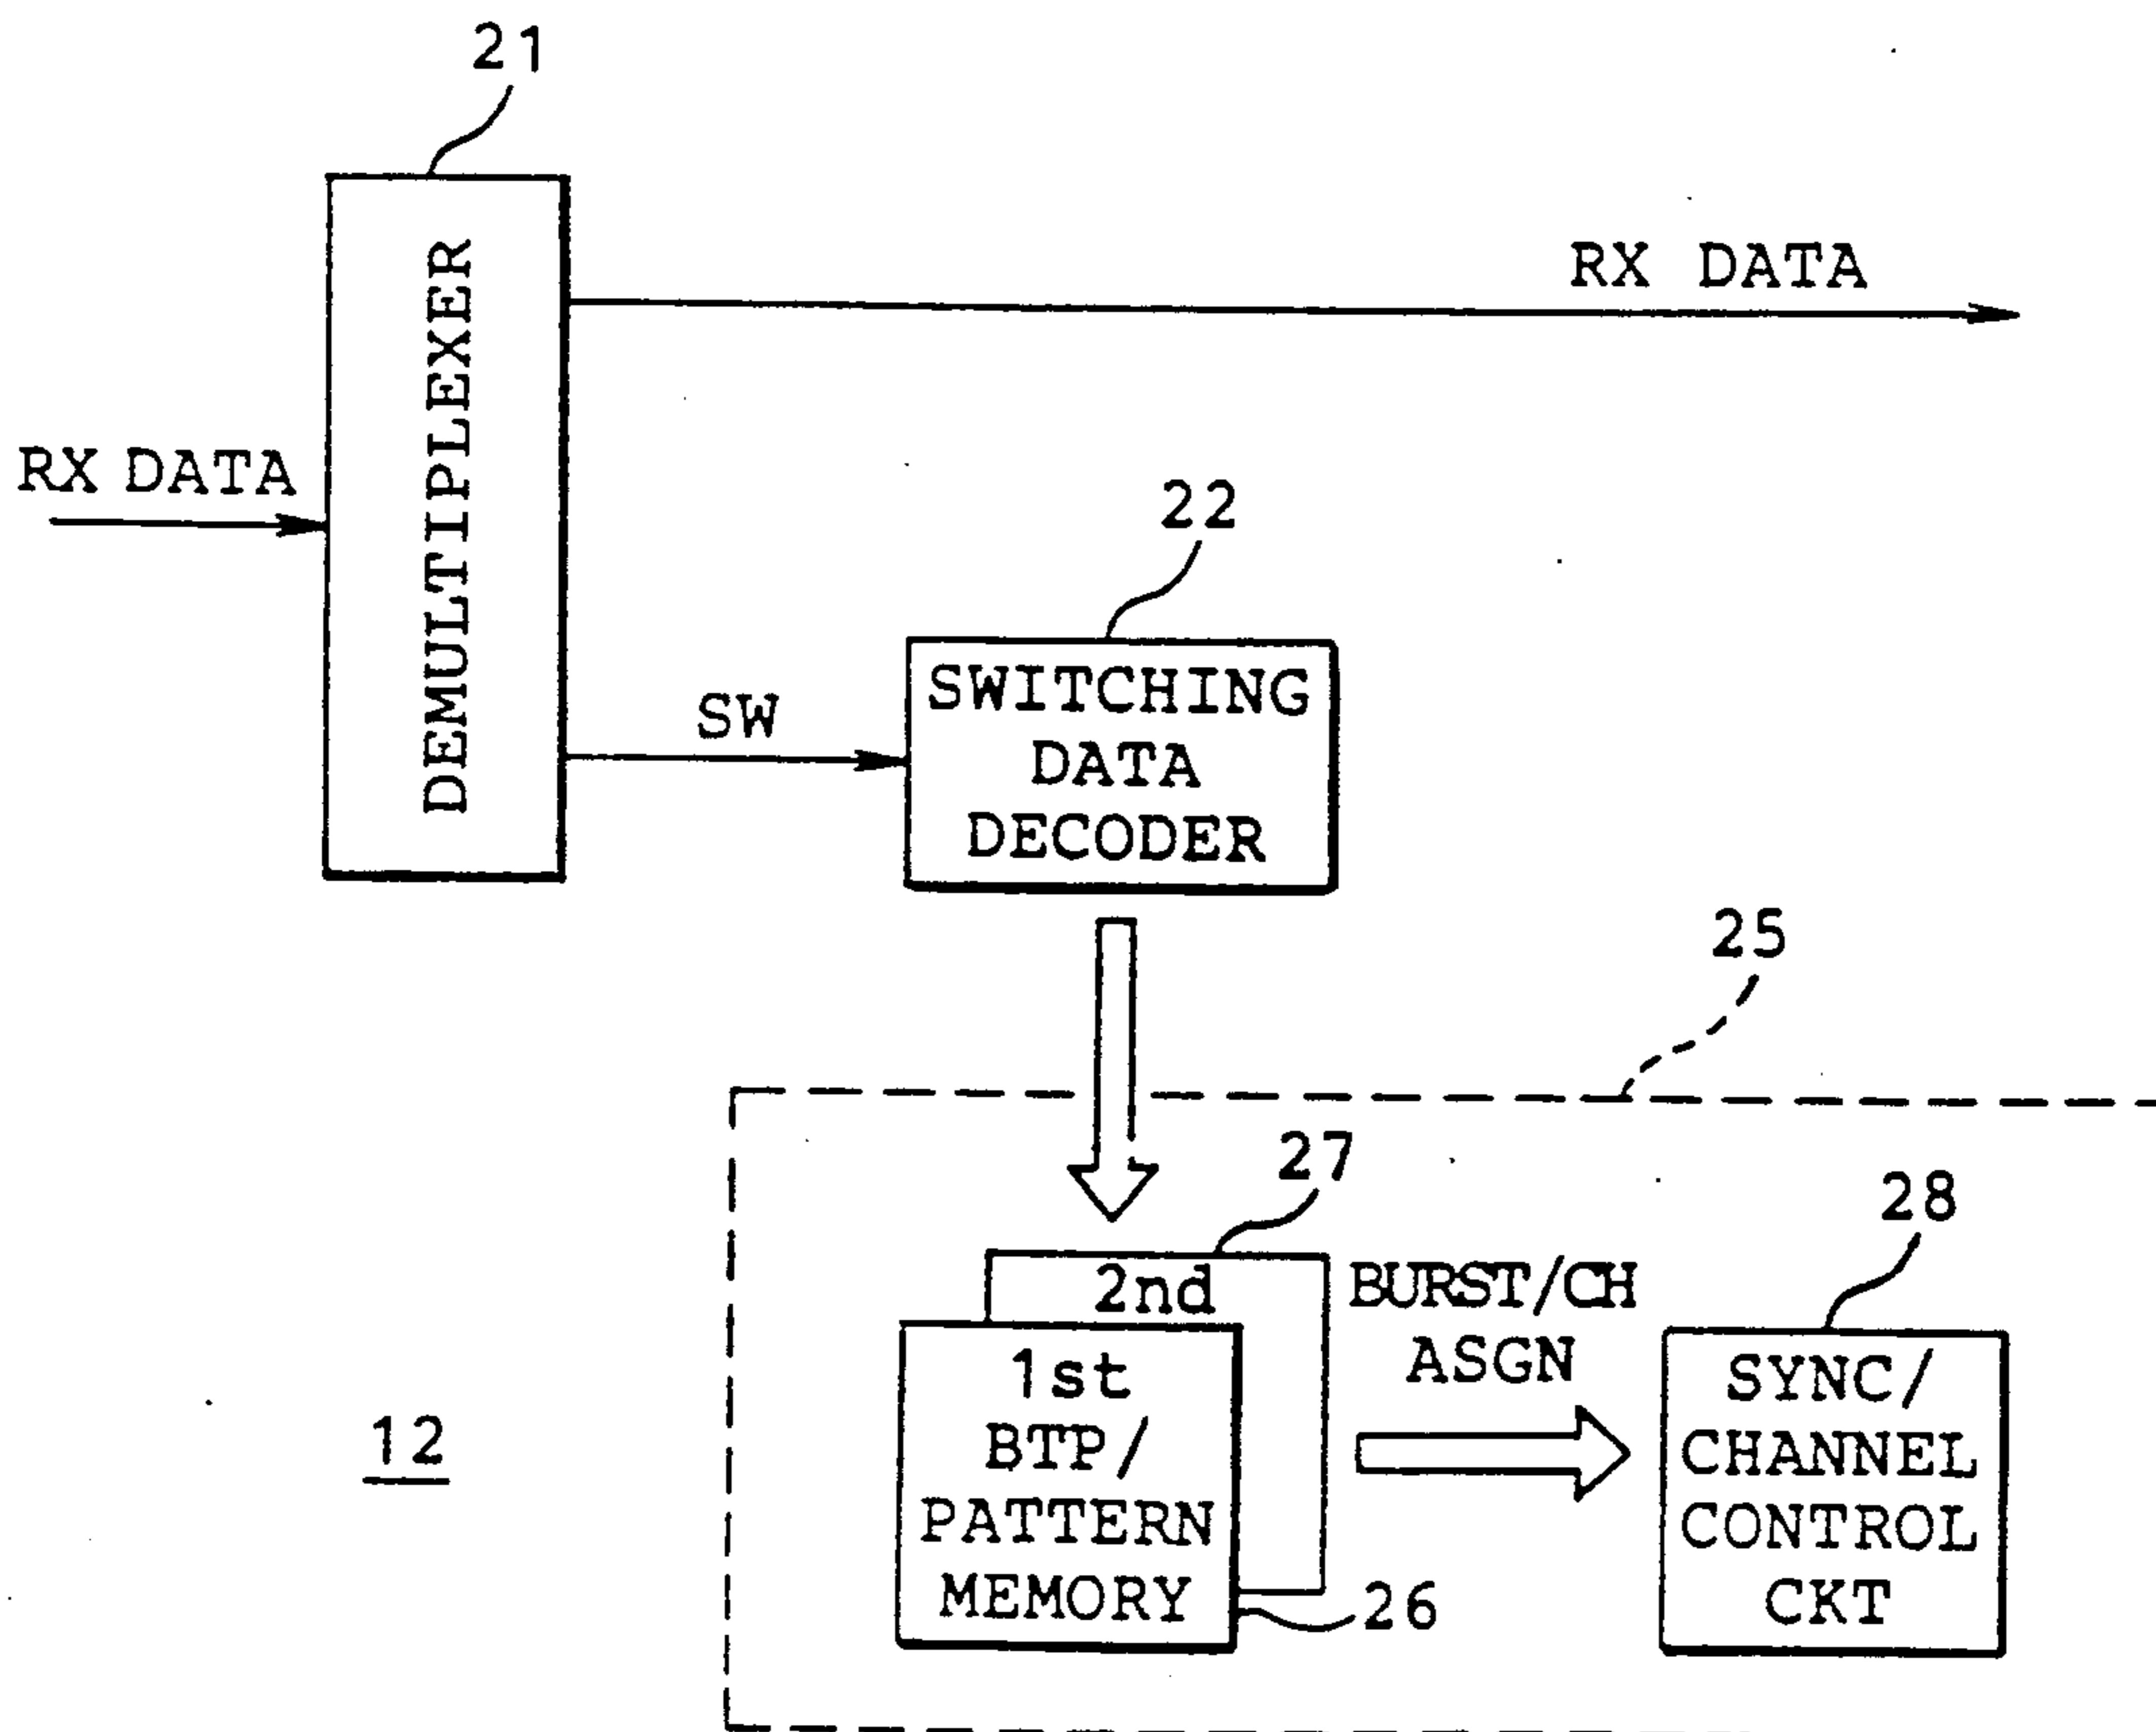 21
DEMULTIPLEXER
RX DATA
RX DATA
22
SW
SWITCHING
DATA
DECODER
25
27
28
2nd
BURST/CH
ASGN
1st
BTP/
PATTERN
MEMORY
26
SYNC/
CHANNEL
CONTROL
CKT
12